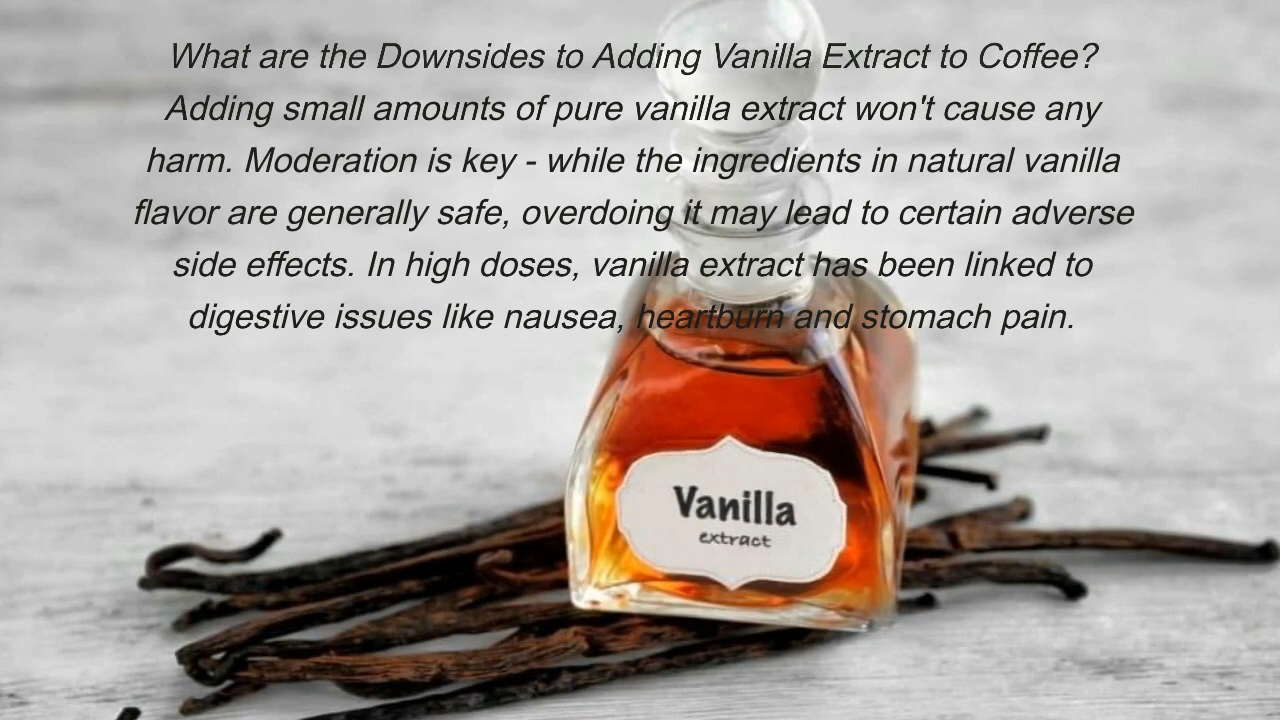 What are the Downsides to Adding Vanilla Extract to Coffee?
Adding small amounts of pure vanilla extract won't cause any
harm. Moderation is key - while the ingredients in natural vanilla
flavor are generally safe, overdoing it may lead to certain adverse
side effects. In high doses, vanilla extract has been linked to
digestive issues like nausea, heartburn and stomach pain.
Vanilla
extract